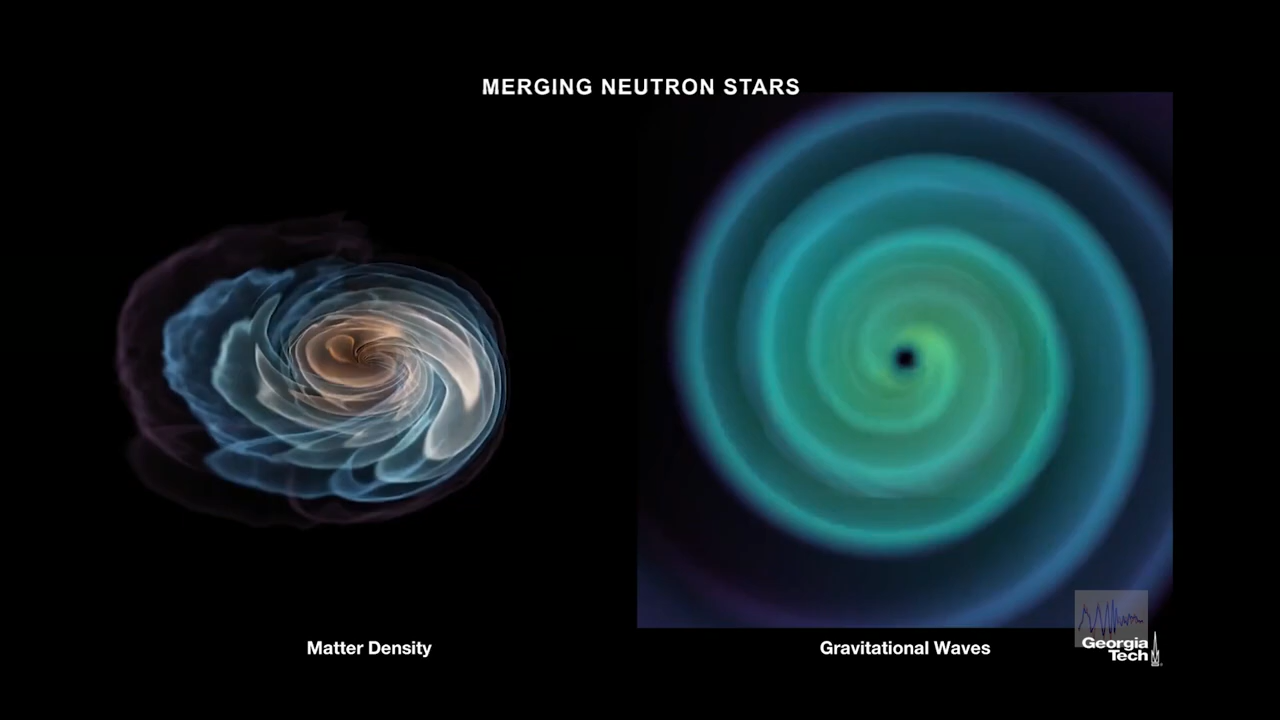 MERGING NEUTRON STARS
Matter Density
Gravitational Waves
Georgia
Tech